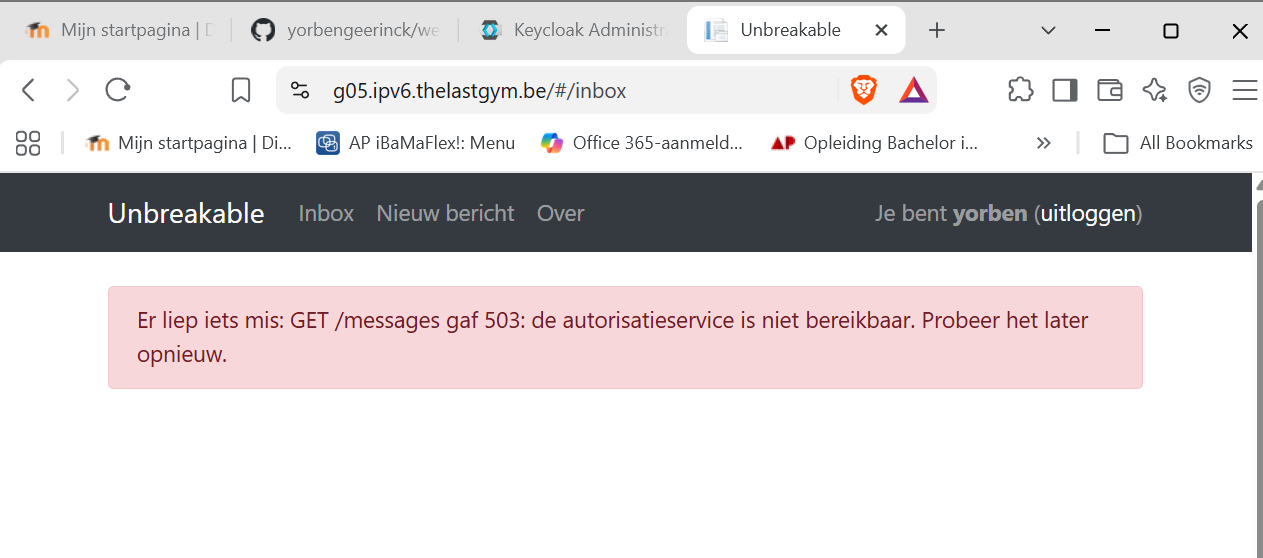 Mijn startpagina | D
yorbengeerinck/we
Keycloak Administr
Unbreakable
g05.ipv6.thelastgym.be/#/inbox
Mijn startpagina | Di...
AP iBaMaFlex!: Menu
Office 365-aanmeld...
AP Opleiding Bachelor i...
All Bookmarks
Unbreakable
Inbox
Nieuw bericht
Over
Je bent yorben (uitloggen)
Er liep iets mis: GET /messages gaf 503: de autorisatieservice is niet bereikbaar. Probeer het later
opnieuw.